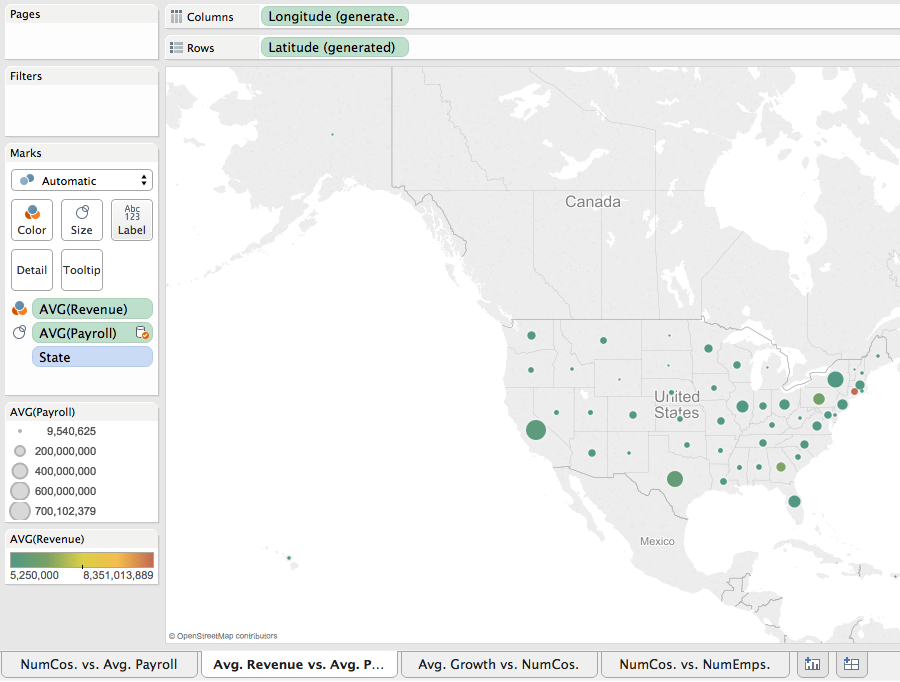 Pages
Columns
Longitude (generate..
Rows
Latitude (generated)
Filters
Marks
Automatic
Color
Size
Abc
123
Label
Detail
Tooltip
AVG(Revenue)
AVG(Payroll)
State
AVG(Payroll)
9,540,625
200,000,000
400,000,000
600,000,000
700,102,379
AVG(Revenue)
5,250,000
8,351,013,889
Canada
United
States
Mexico
© OpenStreetMap contributors
NumCos. vs. Avg. Payroll
Avg. Revenue vs. Avg. P...
Avg. Growth vs. NumCos.
NumCos. vs. NumEmps.